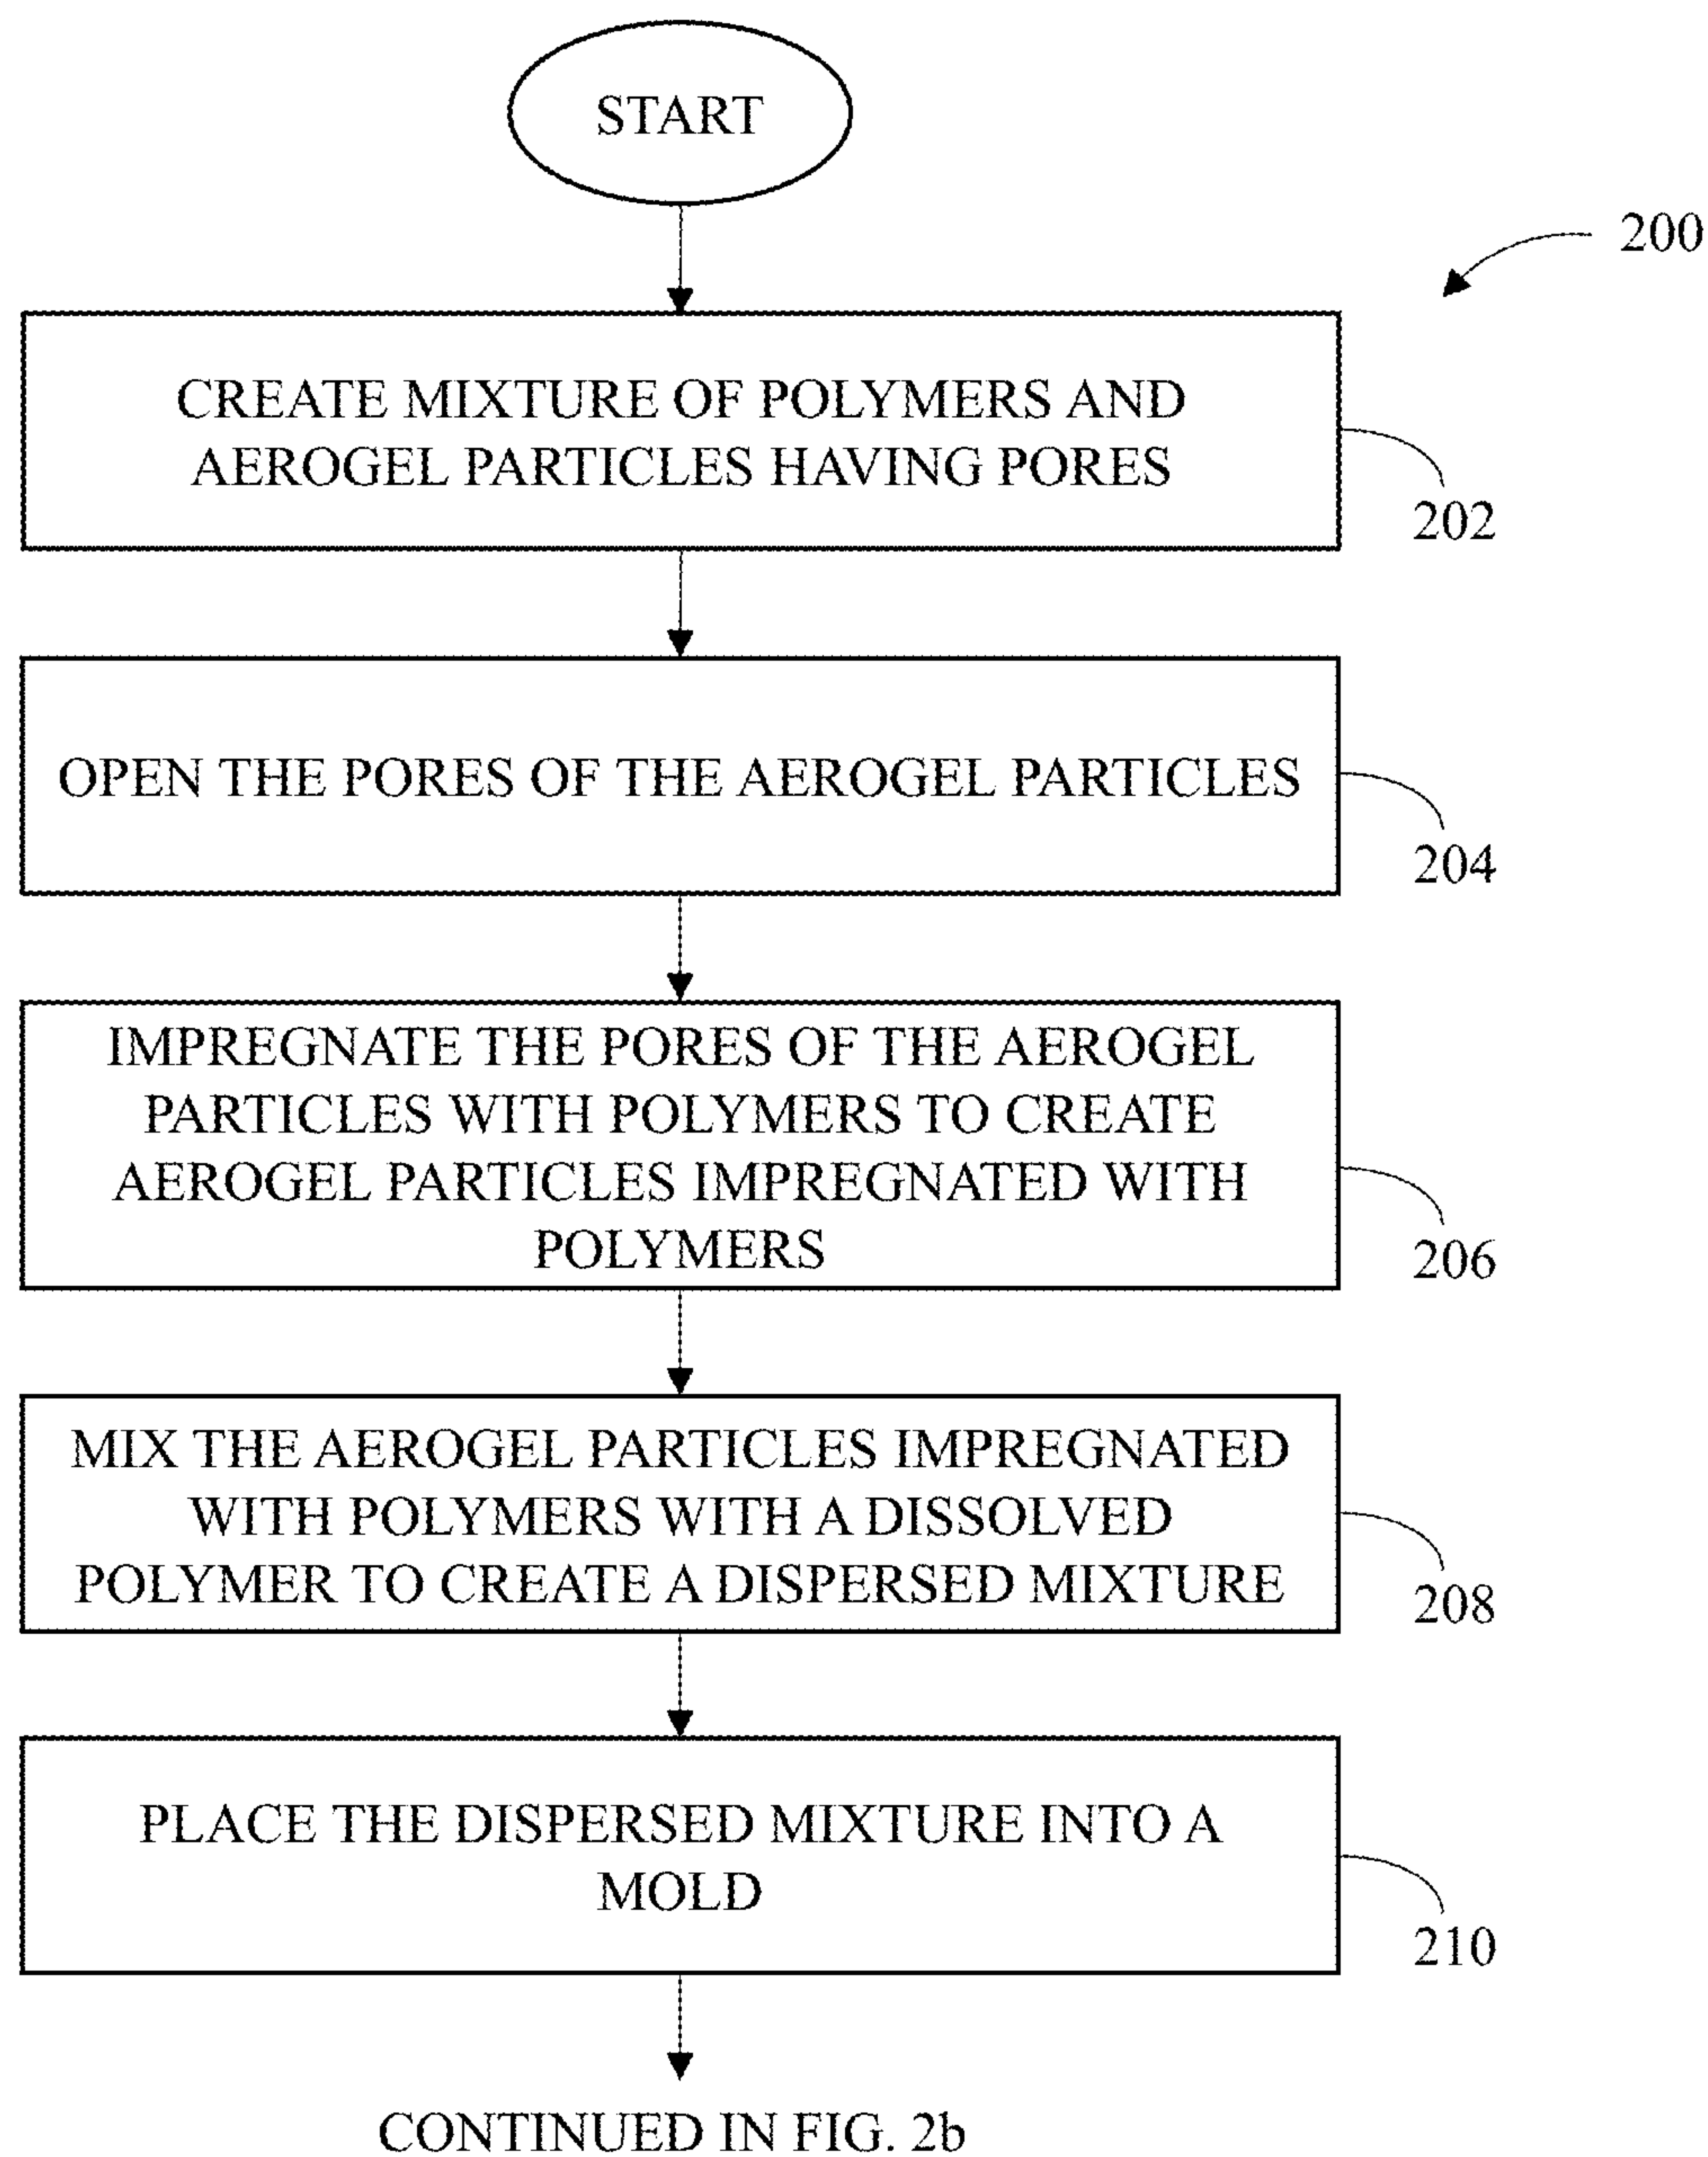 START
200
CREATE MIXTURE OF POLYMERS AND
AEROGEL PARTICLES HAVING PORES
202
OPEN THE PORES OF THE AEROGEL PARTICLES
204
IMPREGNATE THE PORES OF THE AEROGEL
PARTICLES WITH POLYMERS TO CREATE
AEROGEL PARTICLES IMPREGNATED WITH
POLYMERS
206
MIX THE AEROGEL PARTICLES IMPREGNATED
WITH POLYMERS WITH A DISSOLVED
POLYMER TO CREATE A DISPERSED MIXTURE
208
PLACE THE DISPERSED MIXTURE INTO A
MOLD
210
CONTINUED IN FIG. 2b